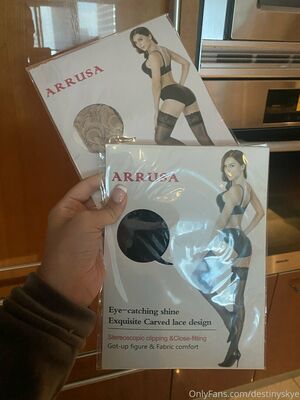 ARRUSA
ARRUSA
Eye-catching shine
Exquisite Carved lace design
Stereoscopic clipping &Close-fitting
Got-up figure & Fabric comfort
OnlyFans.com/destinyskye